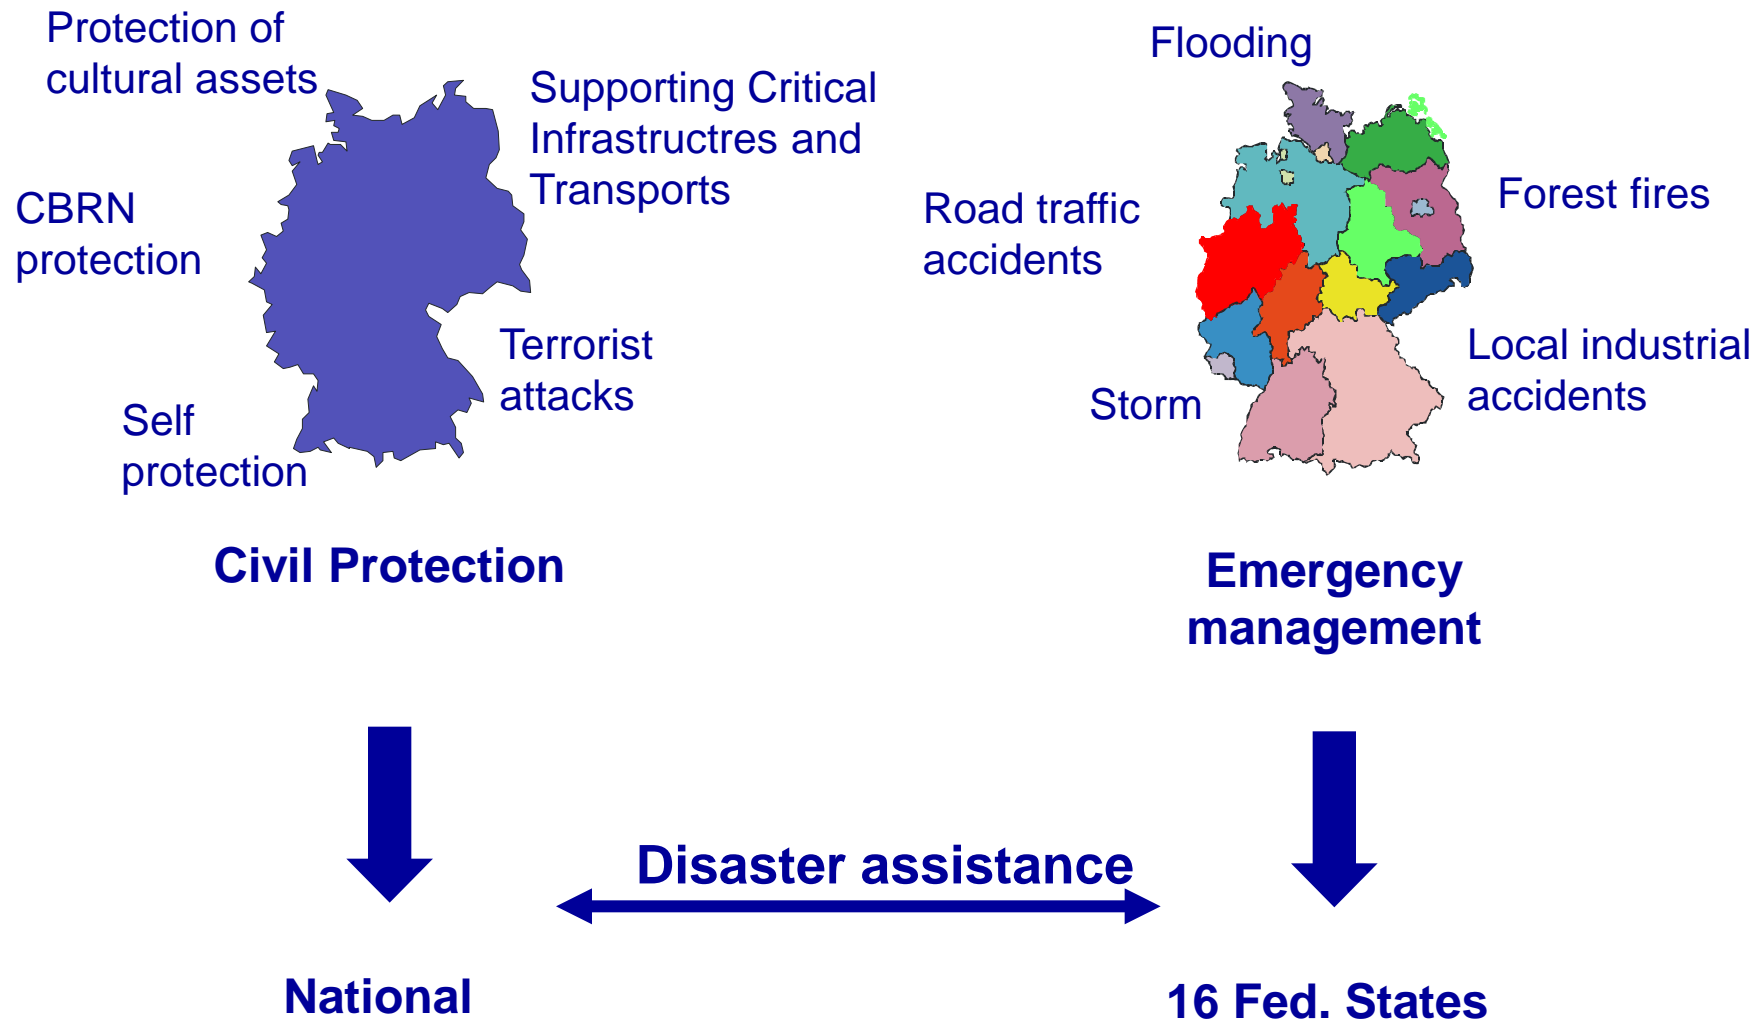 Protection of
cultural assets
Supporting Critical
Infrastructres and
Transports
CBRN
protection
Terrorist
attacks
Self
protection
Civil Protection
National
Flooding
Road traffic
accidents
Forest fires
Local industrial
accidents
Storm
Emergency
management
Disaster assistance
16 Fed. States